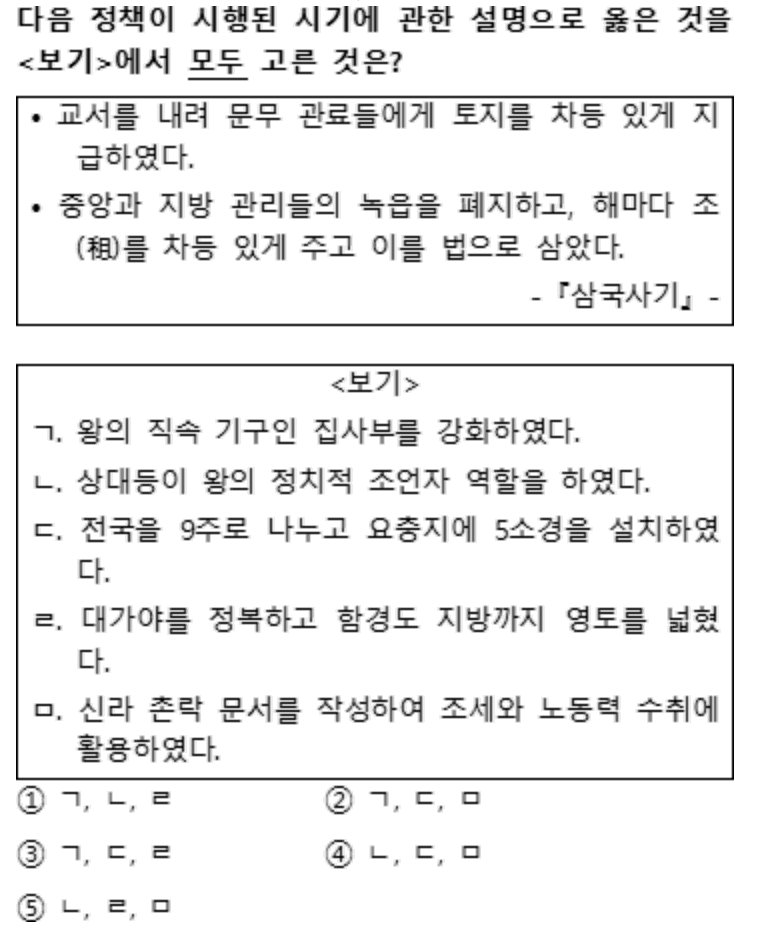 다음 정책이 시행된 시기에 관한 설명으로 옳은 것을
<보기>에서 모두 고른 것은?
• 교서를 내려 문무 관료들에게 토지를 차등 있게 지
급하였다.
• 중앙과 지방 관리들의 녹읍을 폐지하고, 해마다 조
(租)를 차등 있게 주고 이를 법으로 삼았다.
-『삼국사기』-
<보기>
ㄱ. 왕의 직속 기구인 집사부를 강화하였다.
ㄴ. 상대등이 왕의 정치적 조언자 역할을 하였다.
ㄷ. 전국을 9주로 나누고 요충지에 5소경을 설치하였
다.
ㄹ. 대가야를 정복하고 함경도 지방까지 영토를 넓혔
다.
ㅁ. 신라 촌락 문서를 작성하여 조세와 노동력 수취에
활용하였다.
① ㄱ, ㄴ, ㄹ ② ㄱ, ㄷ, ㅁ
③ ㄱ, ㄷ, ㄹ ④ ㄴ, ㄷ, ㅁ
⑤ ㄴ, ㄹ, ㅁ